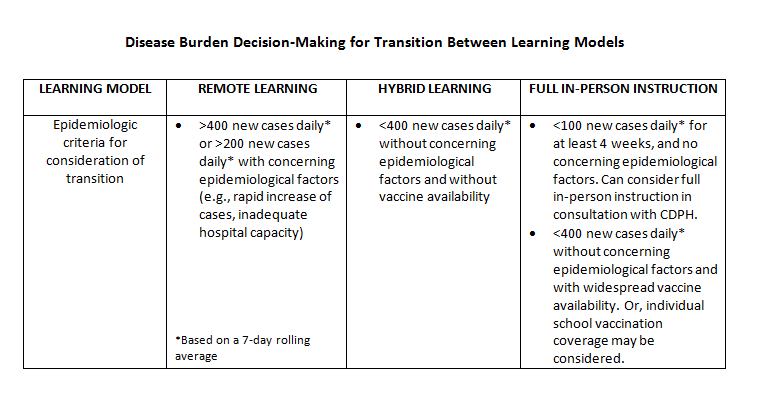 Disease Burden Decision-Making for Transition Between Learning Models
LEARNING MODEL
REMOTE LEARNING
HYBRID LEARNING
FULL IN-PERSON INSTRUCTION
Epidemiologic
criteria for
consideration of
transition
• >400 new cases daily*
or >200 new cases
daily* with concerning
epidemiological factors
(e.g., rapid increase of
cases, inadequate
hospital capacity)
*Based on a 7-day rolling
average
• <400 new cases daily*
without concerning
epidemiological
factors and without
vaccine availability
• <100 new cases daily* for
at least 4 weeks, and no
concerning epidemiological
factors. Can consider full
in-person instruction in
consultation with CDPH.
• <400 new cases daily*
without concerning
epidemiological factors and
with widespread vaccine
availability. Or, individual
school vaccination
coverage may be
considered.